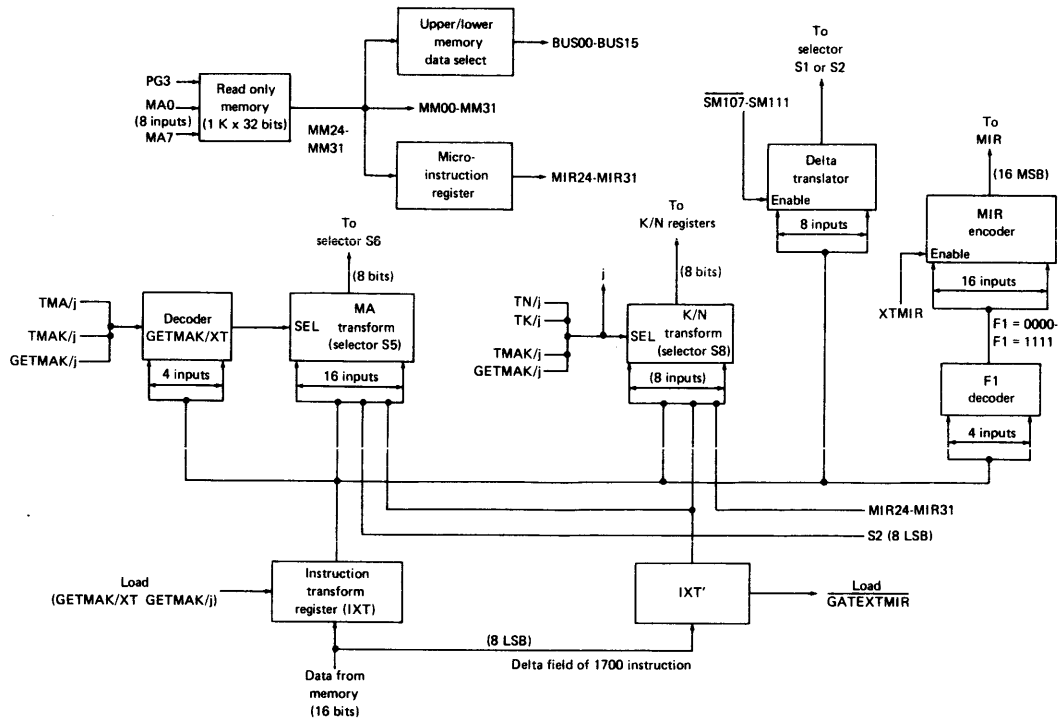 Upper/lower
memory
data select
BUS00-BUS15
PG3
MA0
(8 inputs)
MA7
Read only
memory
(1 K x 32 bits)
MM24-
MM31
MM00-MM31
Micro-
instruction
register
MIR24-MIR31
To
selector
S1 or S2
SM107-SM111
Delta
translator
Enable
8 inputs
To
MIR
(16 MSB)
MIR
encoder
Enable
16 inputs
XTMIR
F1 = 0000-
F1 = 1111
F1
decoder
4 inputs
To
selector S6
(8 bits)
TMA/j
TMAK/j
GETMAK/j
Decoder
GETMAK/XT
4 inputs
SEL
MA
transform
(selector S5)
16 inputs
To
K/N registers
j
(8 bits)
TN/j
TK/j
TMAK/j
GETMAK/j
SEL
K/N
transform
(selector S8)
(8 inputs)
MIR24-MIR31
S2 (8 LSB)
Load
(GETMAK/XT GETMAK/j)
Instruction
transform
register (IXT)
IXT'
Load
GATEXTMIR
(8 LSB)
Delta field of 1700 instruction
Data from
memory
(16 bits)